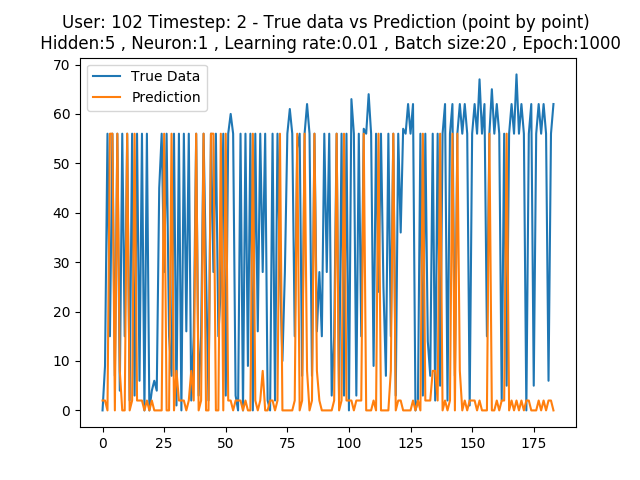 User: 102 Timestep: 2 - True data vs Prediction (point by point)
Hidden:5 , Neuron:1 , Learning rate:0.01 , Batch size:20 , Epoch:1000
True Data
Prediction
70
60
50
40
30
20
10
0
0 25 50 75 100 125 150 175